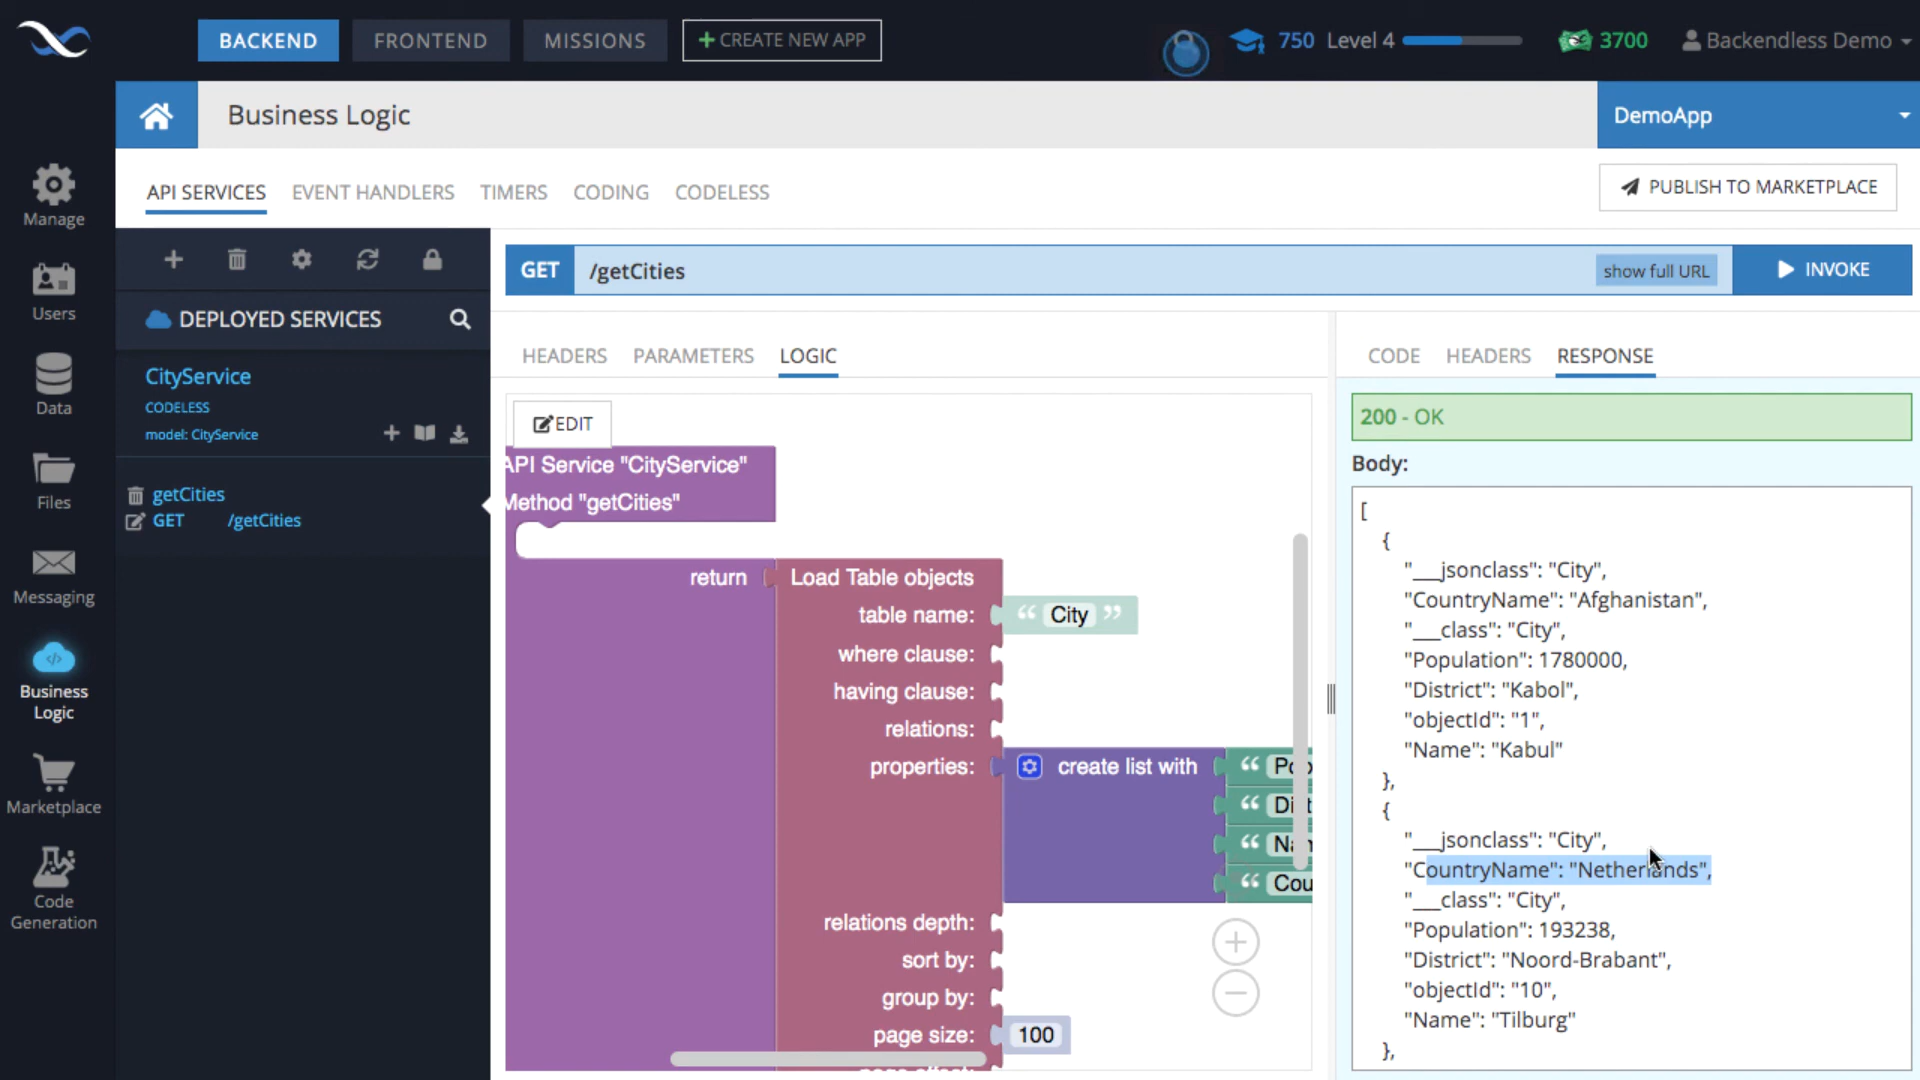 BACKEND FRONTEND MISSIONS + CREATE NEW APP 750 Level 4 3700 Backendless Demo
Business Logic DemoApp
API SERVICES EVENT HANDLERS TIMERS CODING CODELESS PUBLISH TO MARKETPLACE
Manage
Users
Data
Files
Messaging
Business
Logic
Marketplace
Code
Generation
DEPLOYED SERVICES
CityService
CODELESS
model: CityService
getCities
GET /getCities
GET /getCities show full URL INVOKE
HEADERS PARAMETERS LOGIC
EDIT
API Service "CityService"
Method "getCities"
return Load Table objects
table name: “ City ”
where clause:
having clause:
relations:
properties: create list with “
“
“
“ Cou
relations depth:
sort by:
group by:
page size: 100
CODE HEADERS RESPONSE
200 - OK
Body:
[
{
"___jsonclass": "City",
"CountryName": "Afghanistan",
"___class": "City",
"Population": 1780000,
"District": "Kabol",
"objectId": "1",
"Name": "Kabul"
},
{
"___jsonclass": "City",
"CountryName": "Netherlands",
"___class": "City",
"Population": 193238,
"District": "Noord-Brabant",
"objectId": "10",
"Name": "Tilburg"
},